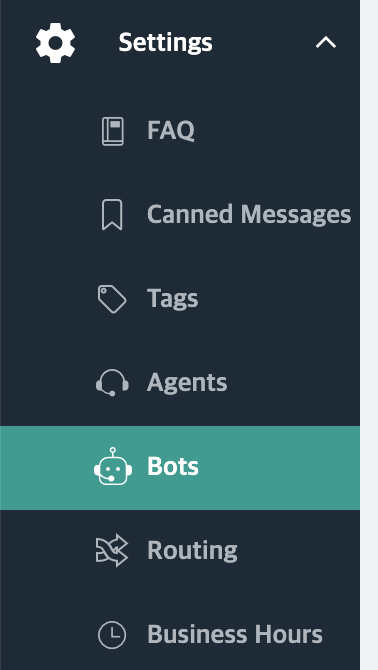 Settings
FAQ
Canned Messages
Tags
Agents
Bots
Routing
Business Hours